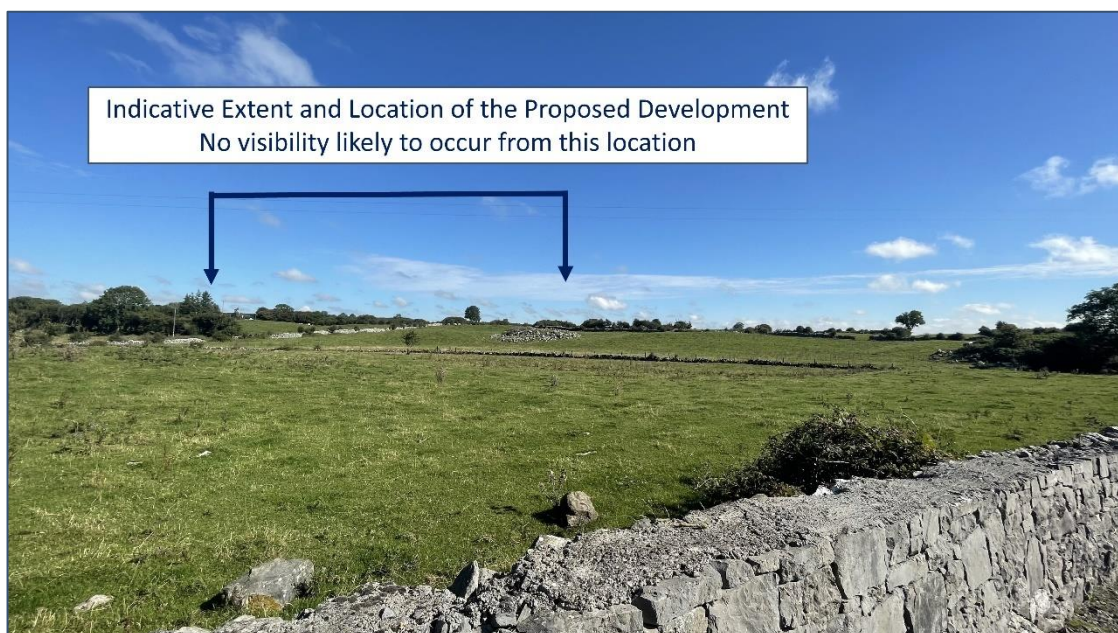 Indicative Extent and Location of the Proposed Development
No visibility likely to occur from this location